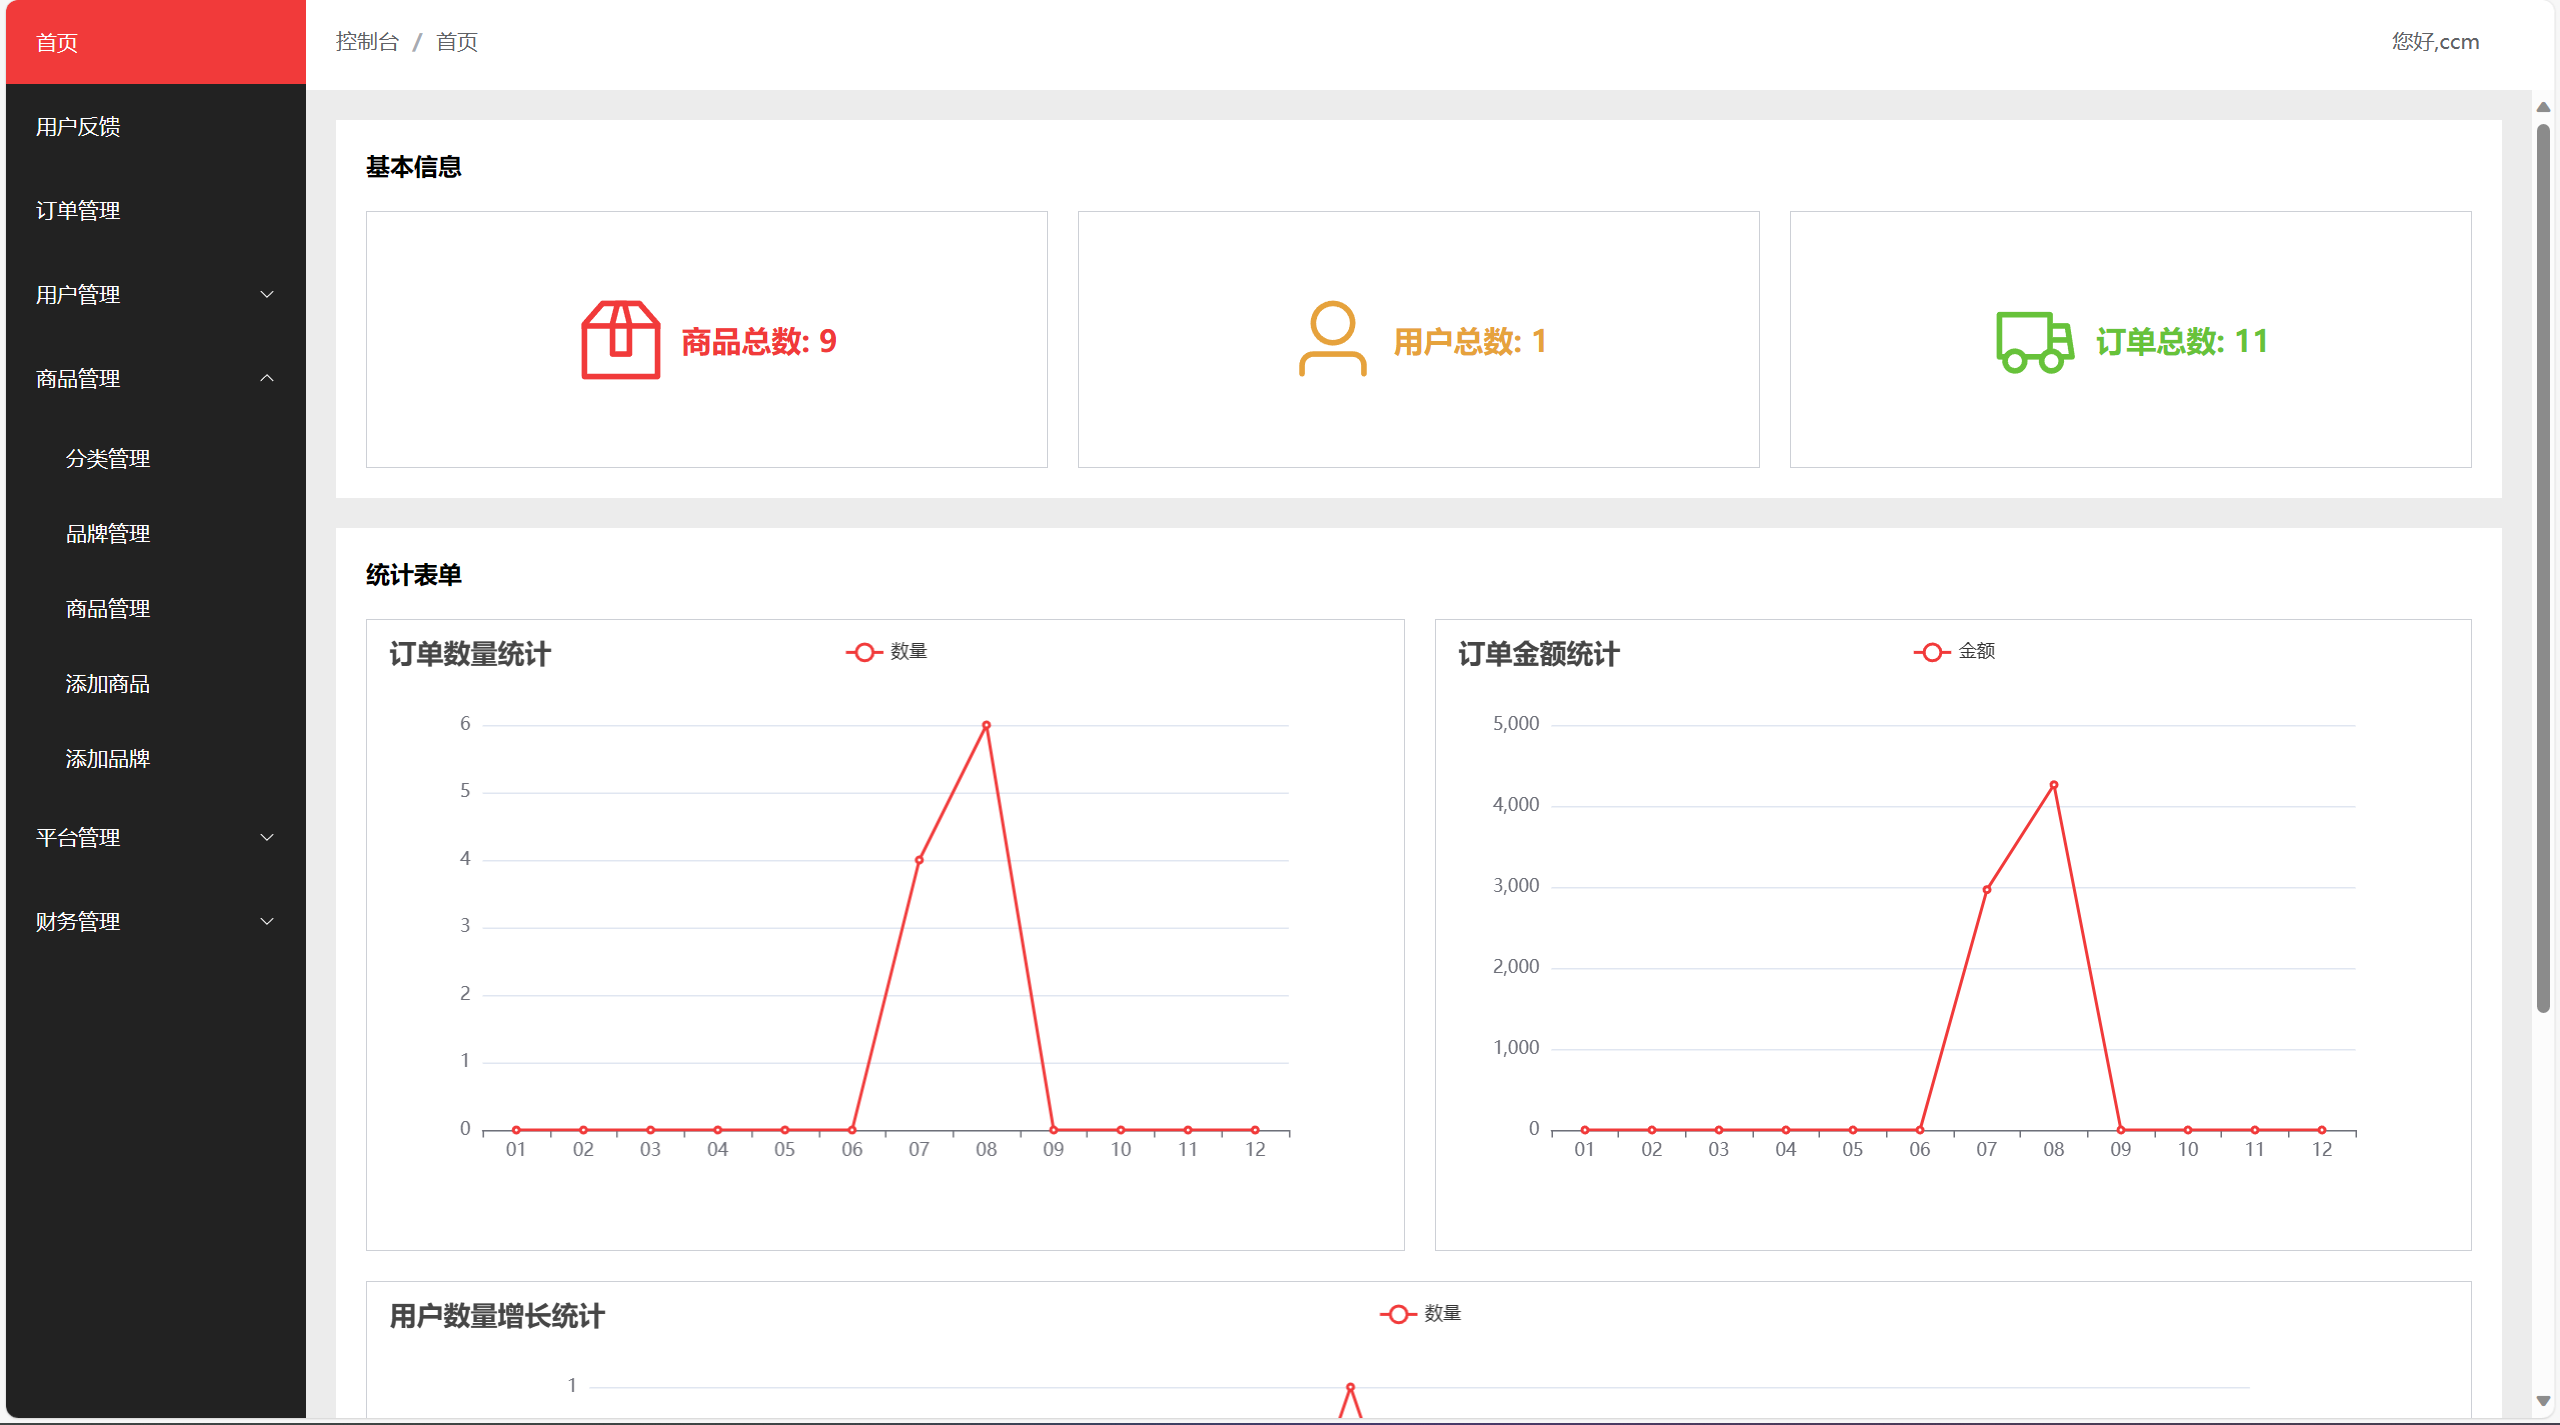 首页
用户反馈
订单管理
用户管理
商品管理
分类管理
品牌管理
商品管理
添加商品
添加品牌
平台管理
财务管理
控制台 / 首页
您好,ccm
基本信息
商品总数: 9
用户总数: 1
订单总数: 11
统计表单
订单数量统计
数量
6
5
4
3
2
1
0
01 02 03 04 05 06 07 08 09 10 11 12
订单金额统计
金额
5,000
4,000
3,000
2,000
1,000
0
01 02 03 04 05 06 07 08 09 10 11 12
用户数量增长统计
数量
1